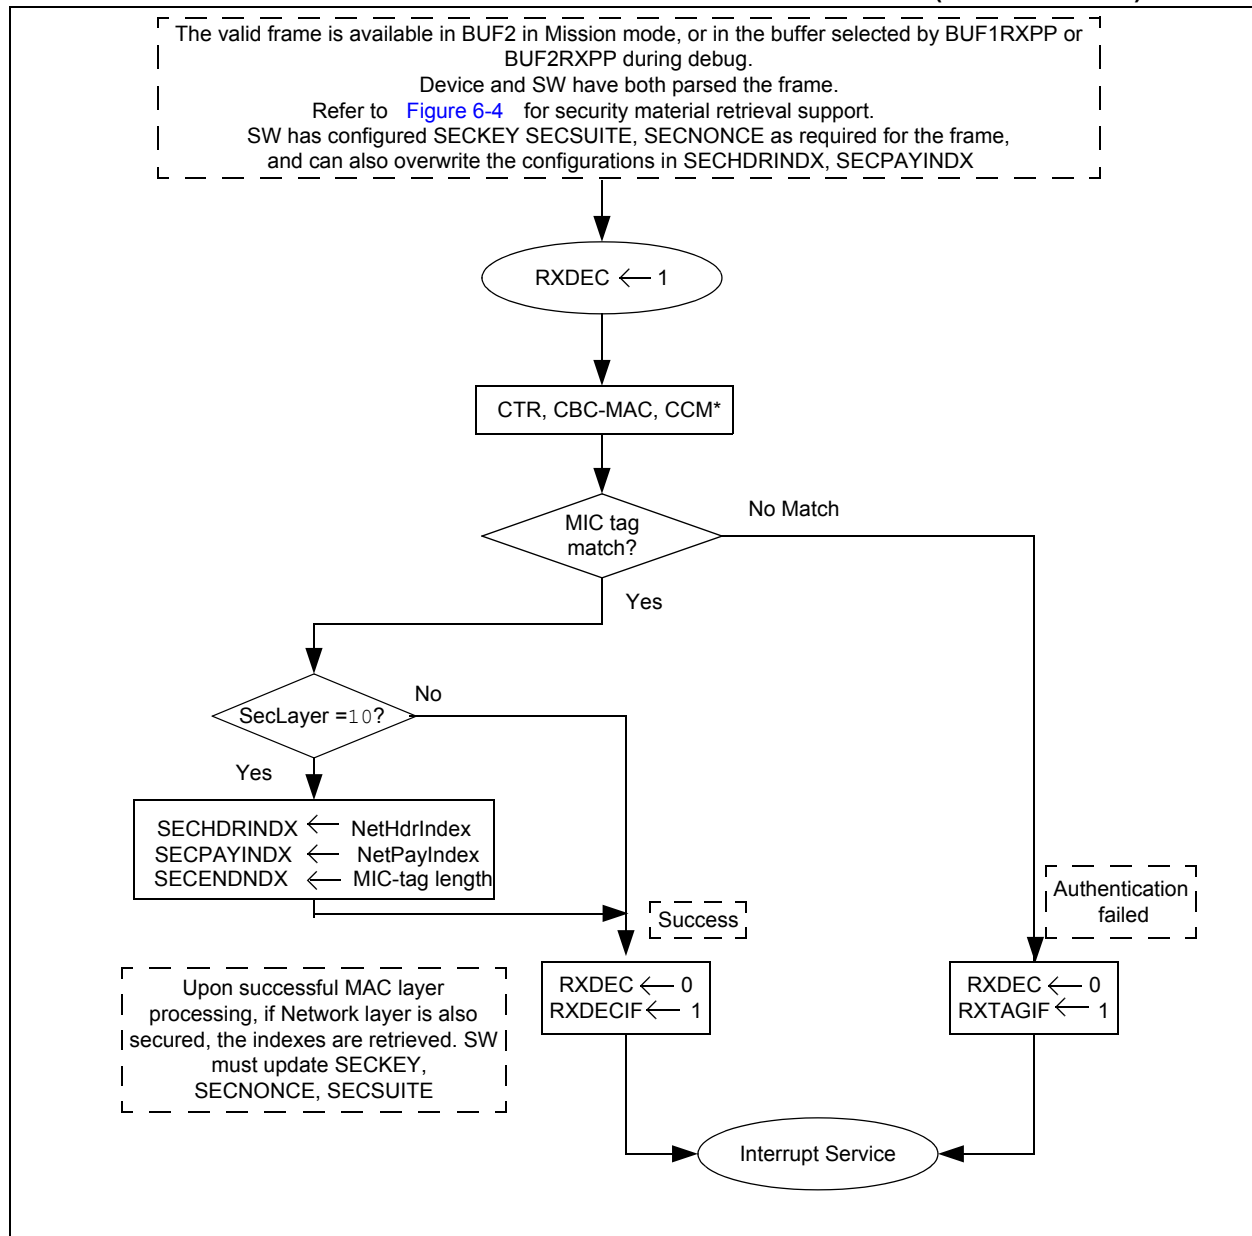 The valid frame is available in BUF2 in Mission mode, or in the buffer selected by BUF1RXPP or
BUF2RXPP during debug.
Device and SW have both parsed the frame.
Refer to Figure 6-4 for security material retrieval support.
SW has configured SECKEY SECSUITE, SECNONCE as required for the frame,
and can also overwrite the configurations in SECHDRINDX, SECPAYINDX
RXDEC ← 1
CTR, CBC-MAC, CCM*
MIC tag
match?
No Match
Yes
SecLayer =10?
No
Yes
SECHDRINDX ← NetHdrIndex
SECPAYINDX ← NetPayIndex
SECENDNDX ← MIC-tag length
Success
Authentication
failed
Upon successful MAC layer
processing, if Network layer is also
secured, the indexes are retrieved. SW
must update SECKEY,
SECNONCE, SECSUITE
RXDEC ← 0
RXDECIF ← 1
RXDEC ← 0
RXTAGIF ← 1
Interrupt Service